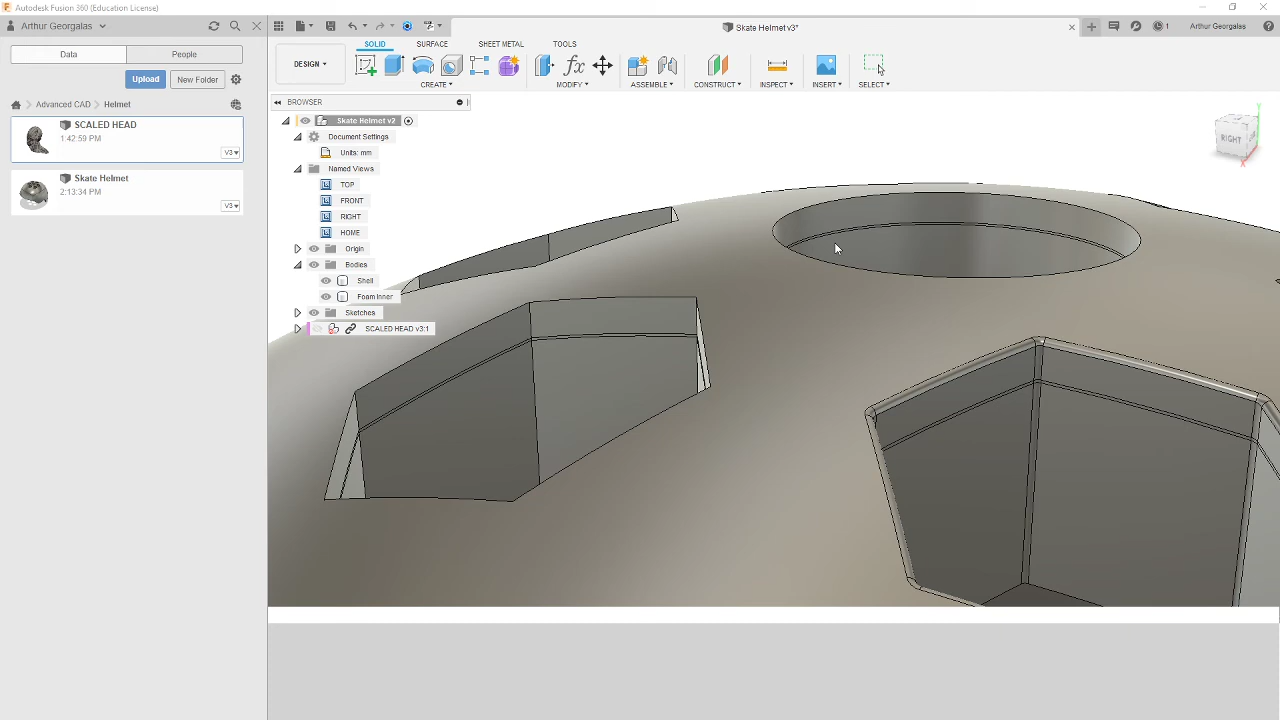 Autodesk Fusion 360 (Education License)
Arthur Georgalas
Skate Helmet v3*
1
Arthur Georgalas
SOLID SURFACE SHEET METAL TOOLS
Data People
Upload New Folder
DESIGN
CREATE MODIFY ASSEMBLE CONSTRUCT INSPECT INSERT SELECT
Advanced CAD Helmet
BROWSER
SCALED HEAD
1:42:59 PM
V3
Skate Helmet
2:13:34 PM
V3
Skate Helmet v2
Document Settings
Units: mm
Named Views
TOP
FRONT
RIGHT
HOME
Origin
Bodies
Shell
Foam Inner
Sketches
SCALED HEAD v3:1
RIGHT
X